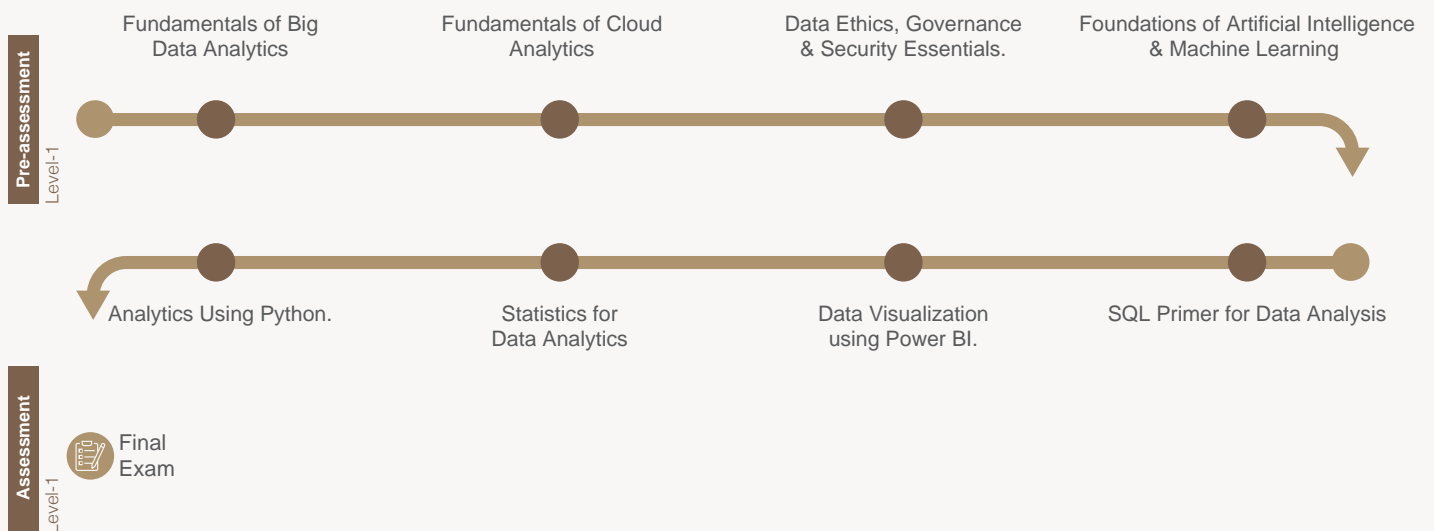 Pre-assessment
Level-1
Fundamentals of Big
Data Analytics
Fundamentals of Cloud
Analytics
Data Ethics, Governance
& Security Essentials.
Foundations of Artificial Intelligence
& Machine Learning
Analytics Using Python.
Statistics for
Data Analytics
Data Visualization
using Power BI.
SQL Primer for Data Analysis
Assessment
Level-1
Final
Exam